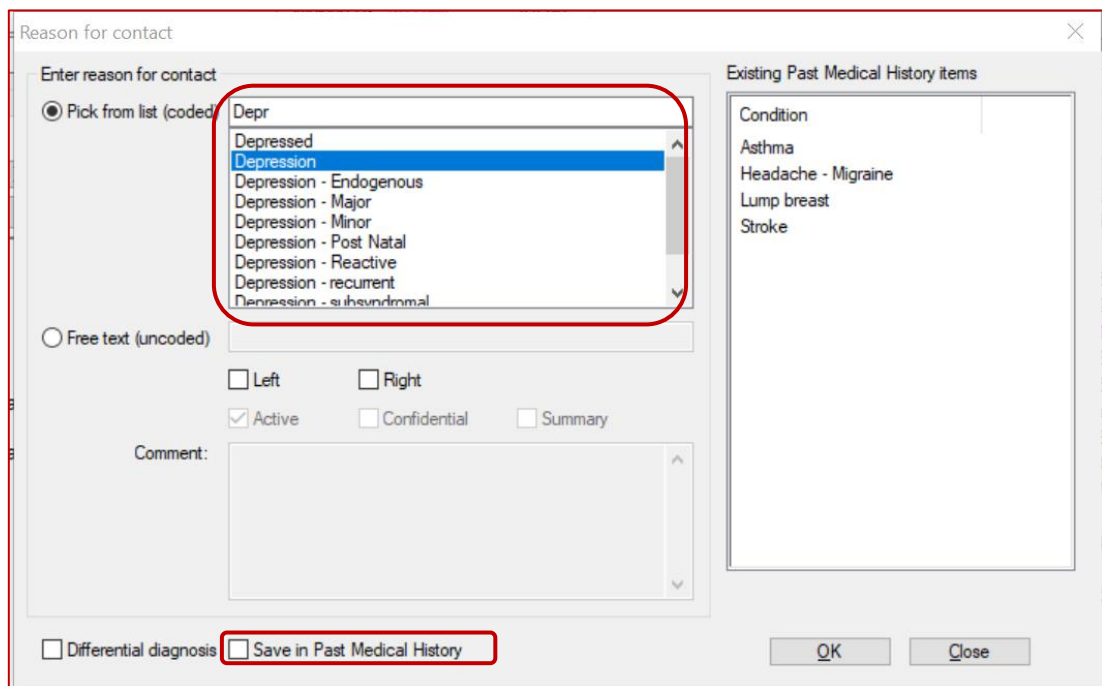 Reason for contact
Enter reason for contact
Pick from list (coded) Depr
Depressed
Depression
Depression - Endogenous
Depression - Major
Depression - Minor
Depression - Post Natal
Depression - Reactive
Depression - recurrent
Depression - subsyndromal
Free text (uncoded)
Left Right
Active Confidential Summary
Comment:
Differential diagnosis Save in Past Medical History
Existing Past Medical History items
Condition
Asthma
Headache - Migraine
Lump breast
Stroke
OK Close